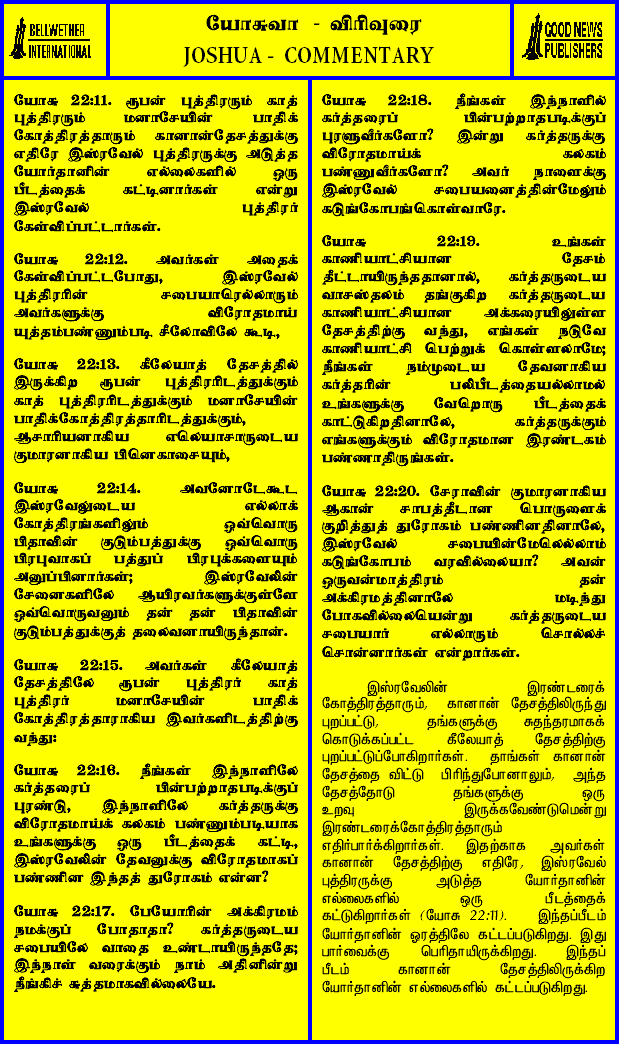 BELLWETHER
INTERNATIONAL
யோசுவா - விரிவுரை
JOSHUA - COMMENTARY
GOOD NEWS
PUBLISHERS
யோசு 22:11. ரூபன் புத்திரரும் காத்
புத்திரரும் மனாசேயின் பாதிக்
கோத்திரத்தாரும் கானான்தேசத்துக்கு
எதிரே இஸ்ரவேல் புத்திரருக்கு அடுத்த
யோர்தானின் எல்லைகளில் ஒரு
பீடத்தைக் கட்டினார்கள் என்று
இஸ்ரவேல் புத்திரர்
கேள்விப்பட்டார்கள்.
யோசு 22:12. அவர்கள் அதைக்
கேள்விப்பட்டபோது, இஸ்ரவேல்
புத்திரரின் சபையாரெல்லாரும்
அவர்களுக்கு விரோதமாய்
யுத்தம்பண்ணும்படி சீலோவிலே கூடி,
யோசு 22:13. கீலேயாத் தேசத்தில்
இருக்கிற ரூபன் புத்திரரிடத்துக்கும்
காத் புத்திரரிடத்துக்கும் மனாசேயின்
பாதிக்கோத்திரத்தாரிடத்துக்கும்,
ஆசாரியனாகிய எலெயாசாருடைய
குமாரனாகிய பினெகாசையும்,
யோசு 22:14. அவனோடேகூட
இஸ்ரவேலுடைய எல்லாக்
கோத்திரங்களிலும் ஒவ்வொரு
பிதாவின் குடும்பத்துக்கு ஒவ்வொரு
பிரபுவாகப் பத்துப் பிரபுக்களையும்
அனுப்பினார்கள்; இஸ்ரவேலின்
சேனைகளிலே ஆயிரவர்களுக்குள்ளே
ஒவ்வொருவனும் தன் தன் பிதாவின்
குடும்பத்துக்குத் தலைவனாயிருந்தான்.
யோசு 22:15. அவர்கள் கீலேயாத்
தேசத்திலே ரூபன் புத்திரர் காத்
புத்திரர் மனாசேயின் பாதிக்
கோத்திரத்தாராகிய இவர்களிடத்திற்கு
வந்து:
யோசு 22:16. நீங்கள் இந்நாளிலே
கர்த்தரைப் பின்பற்றாதபடிக்குப்
புரண்டு, இந்நாளிலே கர்த்தருக்கு
விரோதமாய்க் கலகம் பண்ணும்படியாக
உங்களுக்கு ஒரு பீடத்தைக் கட்டி,
இஸ்ரவேலின் தேவனுக்கு விரோதமாகப்
பண்ணின இந்தத் துரோகம் என்ன?
யோசு 22:17. பேயோரின் அக்கிரமம்
நமக்குப் போதாதா? கர்த்தருடைய
சபையிலே வாதை உண்டாயிருந்ததே;
இந்நாள் வரைக்கும் நாம் அதினின்று
நீங்கிச் சுத்தமாகவில்லையே.
யோசு 22:18. நீங்கள் இந்நாளில்
கர்த்தரைப் பின்பற்றாதபடிக்குப்
புரளுவீர்களோ? இன்று கர்த்தருக்கு
விரோதமாய்க் கலகம்
பண்ணுவீர்களோ? அவர் நாளைக்கு
இஸ்ரவேல் சபையனைத்தின்மேலும்
கடுங்கோபங்கொள்வாரே.
யோசு 22:19. உங்கள்
காணியாட்சியான தேசம்
தீட்டாயிருந்ததானால், கர்த்தருடைய
வாசஸ்தலம் தங்குகிற கர்த்தருடைய
காணியாட்சியான அக்கரையிலுள்ள
தேசத்திற்கு வந்து, எங்கள் நடுவே
காணியாட்சி பெற்றுக் கொள்ளலாமே;
நீங்கள் நம்முடைய தேவனாகிய
கர்த்தரின் பலிபீடத்தையல்லாமல்
உங்களுக்கு வேறொரு பீடத்தைக்
காட்டுகிறதினாலே, கர்த்தருக்கும்
எங்களுக்கும் விரோதமான இரண்டகம்
பண்ணாதிருங்கள்.
யோசு 22:20. சேராவின் குமாரனாகிய
ஆகான் சாபத்தீடான பொருளைக்
குறித்துத் துரோகம் பண்ணினதினாலே,
இஸ்ரவேல் சபையின்மேலெல்லாம்
கடுங்கோபம் வரவில்லையா? அவன்
ஒருவன்மாத்திரம் தன்
அக்கிரமத்தினாலே மடிந்து
போகவில்லையென்று கர்த்தருடைய
சபையார் எல்லாரும் சொல்லச்
சொன்னார்கள் என்றார்கள்.
இஸ்ரவேலின் இரண்டரைக்
கோத்திரத்தாரும், கானான் தேசத்திலிருந்து
புறப்பட்டு, தங்களுக்கு சுதந்தரமாகக்
கொடுக்கப்பட்ட கீலேயாத் தேசத்திற்கு
புறப்பட்டுப்போகிறார்கள். தாங்கள் கானான்
தேசத்தை விட்டு பிரிந்துபோனாலும், அந்த
தேசத்தோடு தங்களுக்கு ஒரு
உறவு இருக்கவேண்டுமென்று
இரண்டரைக்கோத்திரத்தாரும்
எதிர்பார்க்கிறார்கள். இதற்காக அவர்கள்
கானான் தேசத்திற்கு எதிரே, இஸ்ரவேல்
புத்திரருக்கு அடுத்த யோர்தானின்
எல்லைகளில் ஒரு பீடத்தைக்
கட்டுகிறார்கள் (யோசு 22:11). இந்தப்பீடம்
யோர்தானின் ஓரத்திலே கட்டப்படுகிறது. இது
பார்வைக்கு பெரிதாயிருக்கிறது. இந்தப்
பீடம் கானான் தேசத்திலிருக்கிற
யோர்தானின் எல்லைகளில் கட்டப்படுகிறது.